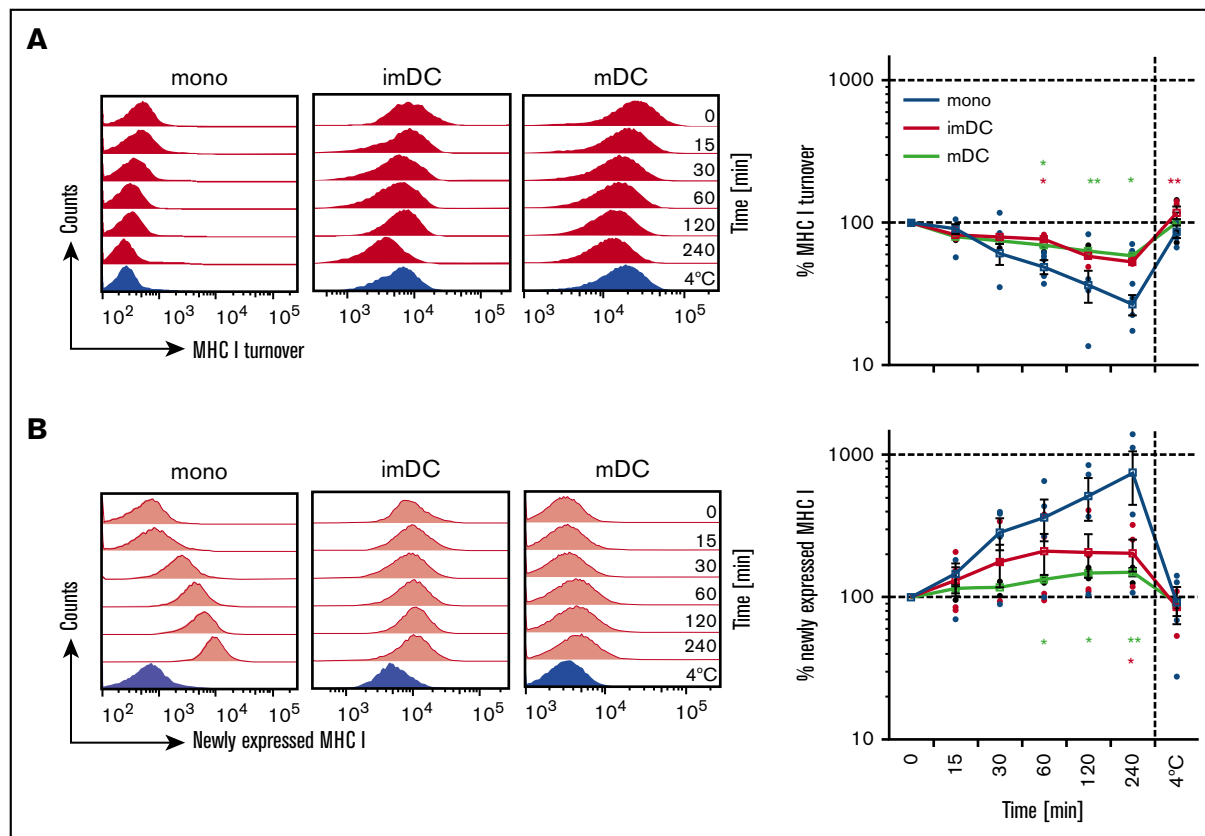 A
mono imDC mDC
Counts
0
15
30
60
120
240
4°C
Time [min]
10² 10³ 10⁴ 10⁵
10³ 10⁴ 10⁵
10³ 10⁴ 10⁵
MHC I turnover
% MHC I turnover
1000
100
10
mono
imDC
mDC
*
*
**
*
**
B
mono imDC mDC
Counts
0
15
30
60
120
240
4°C
Time [min]
10² 10³ 10⁴ 10⁵
10³ 10⁴ 10⁵
10³ 10⁴ 10⁵
Newly expressed MHC I
% newly expressed MHC I
1000
100
10
*
*
**
*
0 15 30 60 120 240 4°C
Time [min]